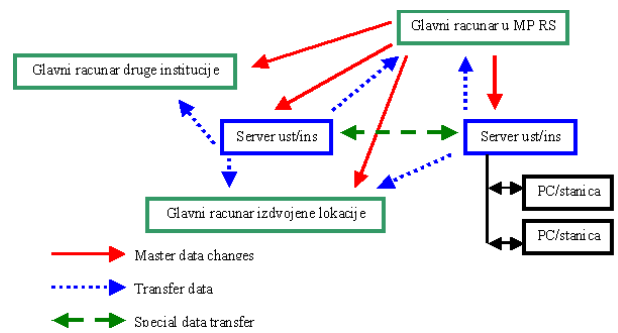 Glavni racunar u MP RS
Glavni racunar druge institucije
Server ust/ins
Server ust/ins
PC/stanica
Glavni racunar izdvojene lokacije
PC/stanica
Master data changes
Transfer data
Special data transfer